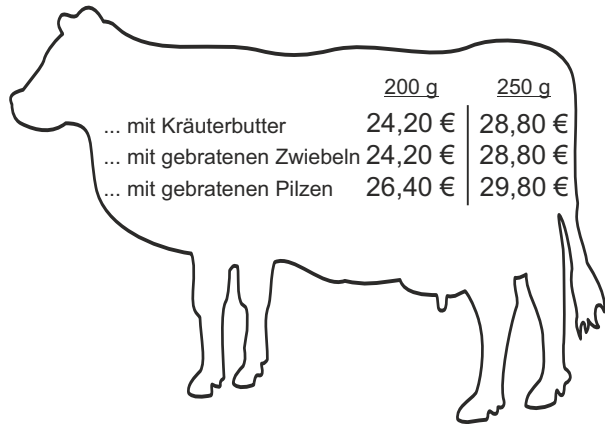 200 g 250 g
... mit Kräuterbutter 24,20 € 28,80 €
... mit gebratenen Zwiebeln 24,20 € 28,80 €
... mit gebratenen Pilzen 26,40 € 29,80 €